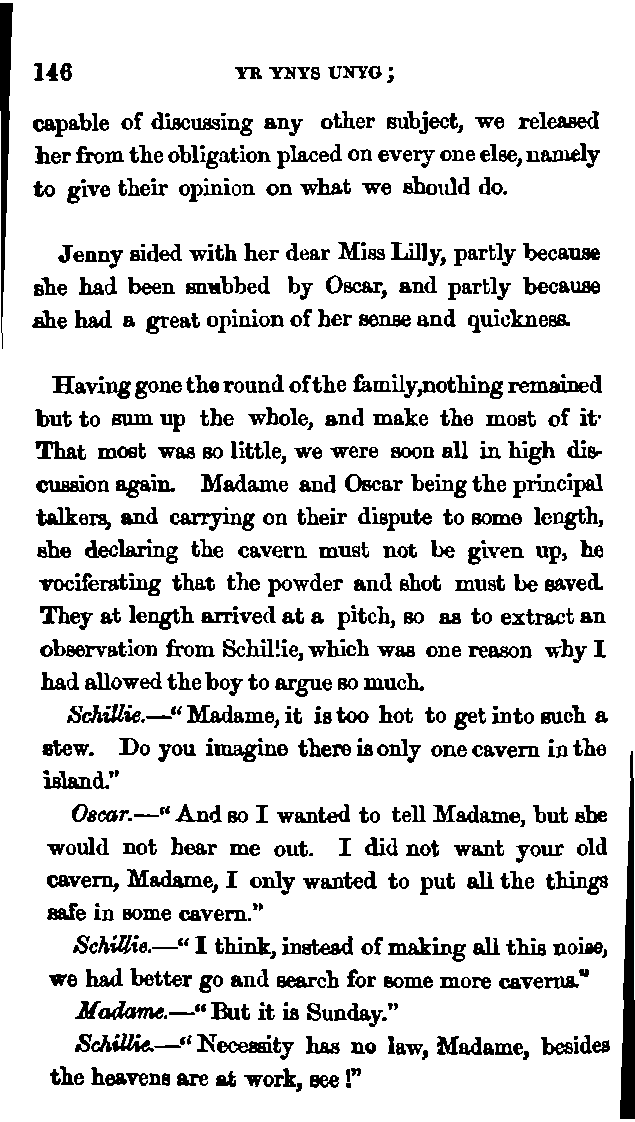 146 YR YNYS UNYG;
capable of discussing any other subject, we released
her from the obligation placed on every one else, namely
to give their opinion on what we should do.
Jenny sided with her dear Miss Lilly, partly because
she had been snubbed by Oscar, and partly because
she had a great opinion of her sense and quickness.
Having gone the round of the family, nothing remained
but to sum up the whole, and make the most of it·
That most was so little, we were soon all in high dis-
cussion again. Madame and Oscar being the principal
talkers, and carrying on their dispute to some length,
she declaring the cavern must not be given up, he
vociferating that the powder and shot must be saved.
They at length arrived at a pitch, so as to extract an
observation from Schillie, which was one reason why I
had allowed the boy to argue so much.
Schillie.—"Madame, it is too hot to get into such a
stew. Do you imagine there is only one cavern in the
island."
Oscar.—"And so I wanted to tell Madame, but she
would not hear me out. I did not want your old
cavern, Madame, I only wanted to put all the things
safe in some cavern."
Schillie.—"I think, instead of making all this noise,
we had better go and search for some more caverns."
Madame.—"But it is Sunday."
Schillie.—"Necessity has no law, Madame, besides
the heavens are at work, see!"